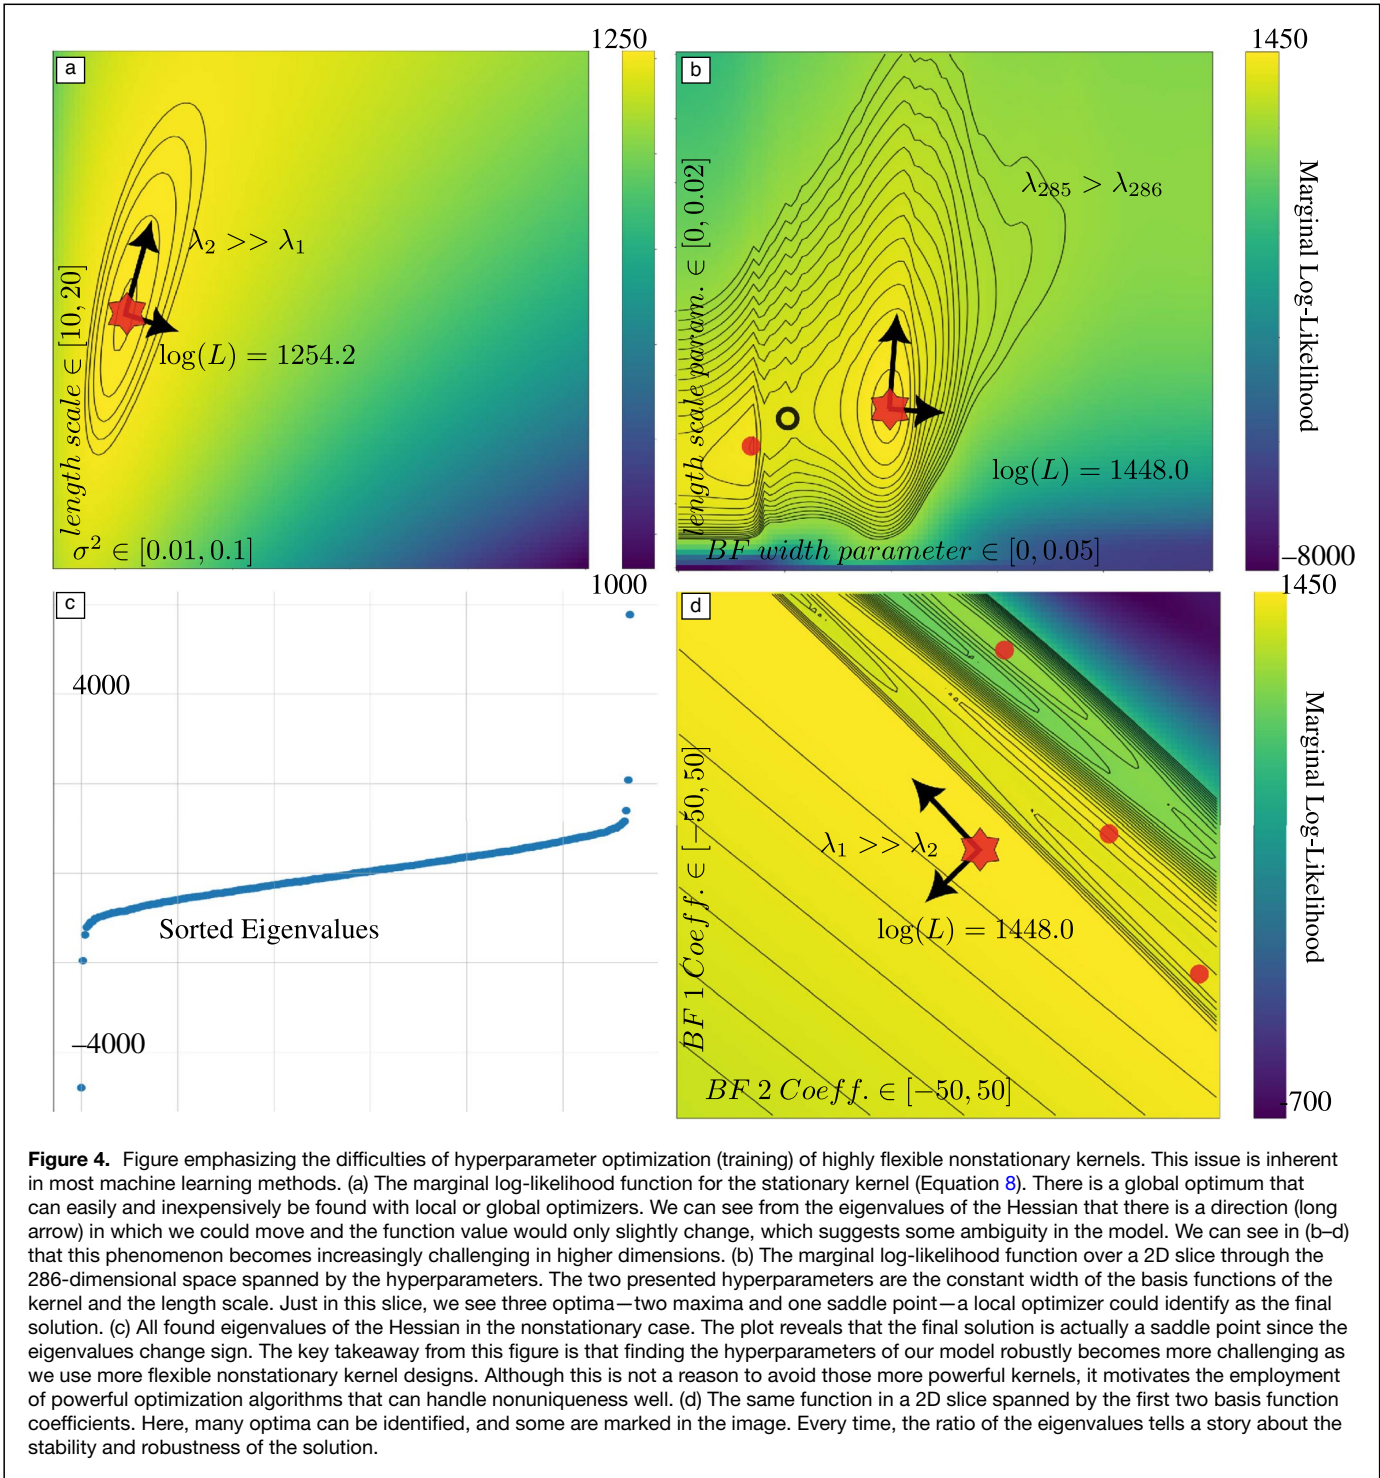 a
1250
λ₂ >> λ₁
log(L) = 1254.2
length scale ∈ [10, 20]
σ² ∈ [0.01, 0.1]
1000
b
1450
λ₂₈₅ > λ₂₈₆
length scale param. ∈ [0, 0.02]
log(L) = 1448.0
BF width parameter ∈ [0, 0.05]
Marginal Log-Likelihood
–8000
c
4000
Sorted Eigenvalues
–4000
d
1450
λ₁ >> λ₂
log(L) = 1448.0
BF 1 Coeff. ∈ [−50, 50]
BF 2 Coeff. ∈ [−50, 50]
Marginal Log-Likelihood
-700
Figure 4. Figure emphasizing the difficulties of hyperparameter optimization (training) of highly flexible nonstationary kernels. This issue is inherent
in most machine learning methods. (a) The marginal log-likelihood function for the stationary kernel (Equation 8). There is a global optimum that
can easily and inexpensively be found with local or global optimizers. We can see from the eigenvalues of the Hessian that there is a direction (long
arrow) in which we could move and the function value would only slightly change, which suggests some ambiguity in the model. We can see in (b–d)
that this phenomenon becomes increasingly challenging in higher dimensions. (b) The marginal log-likelihood function over a 2D slice through the
286-dimensional space spanned by the hyperparameters. The two presented hyperparameters are the constant width of the basis functions of the
kernel and the length scale. Just in this slice, we see three optima—two maxima and one saddle point—a local optimizer could identify as the final
solution. (c) All found eigenvalues of the Hessian in the nonstationary case. The plot reveals that the final solution is actually a saddle point since the
eigenvalues change sign. The key takeaway from this figure is that finding the hyperparameters of our model robustly becomes more challenging as
we use more flexible nonstationary kernel designs. Although this is not a reason to avoid those more powerful kernels, it motivates the employment
of powerful optimization algorithms that can handle nonuniqueness well. (d) The same function in a 2D slice spanned by the first two basis function
coefficients. Here, many optima can be identified, and some are marked in the image. Every time, the ratio of the eigenvalues tells a story about the
stability and robustness of the solution.